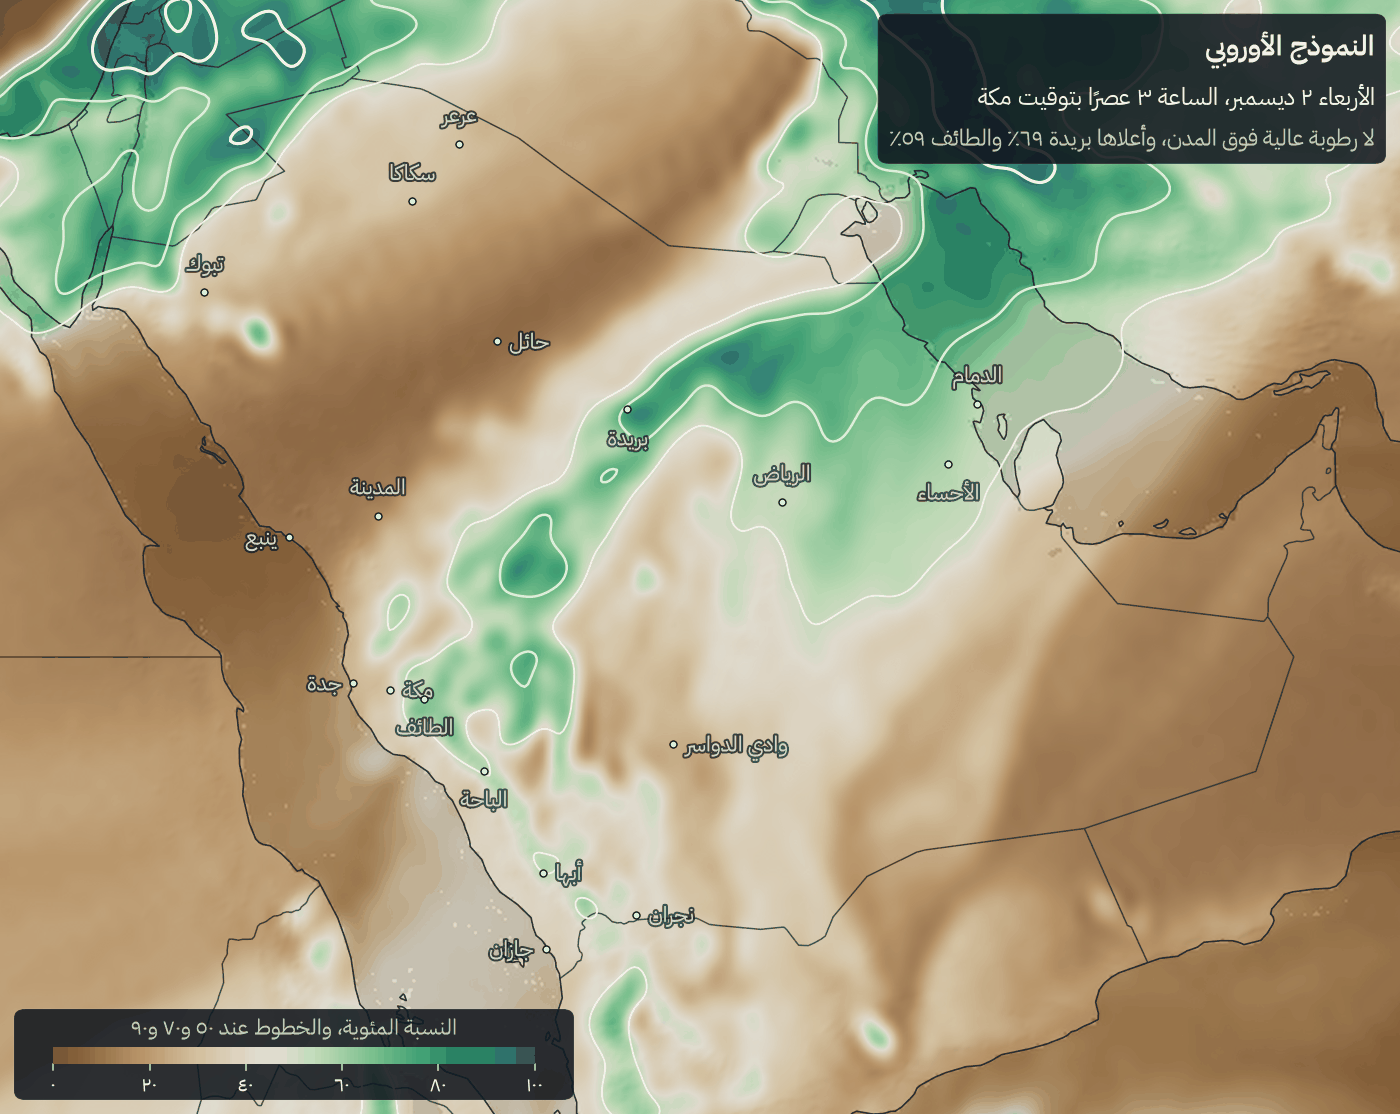 النموذج الأوروبي
الأربعاء ٢ ديسمبر، الساعة ٣ عصرًا بتوقيت مكة
لا رطوبة عالية فوق المدن، وأعلاها بريدة ٦٩٪ والطائف ٥٩٪
عرعر
سكاكا
تبوك
حائل
الدمام
بريدة
الرياض
المدينة
الأحساء
ينبع
جدة
مكة
الطائف
وادي الدواسر
الباحة
أبها
نجران
جازان
النسبة المئوية، والخطوط عند ٥٠ و٧٠ و٩٠
٠ ٢٠ ٤٠ ٦٠ ٨٠ ١٠٠